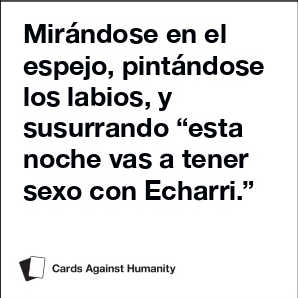 Mirándose en el
espejo, pintándose
los labios, y
susurrando “esta
noche vas a tener
sexo con Echarri.”
Cards Against Humanity